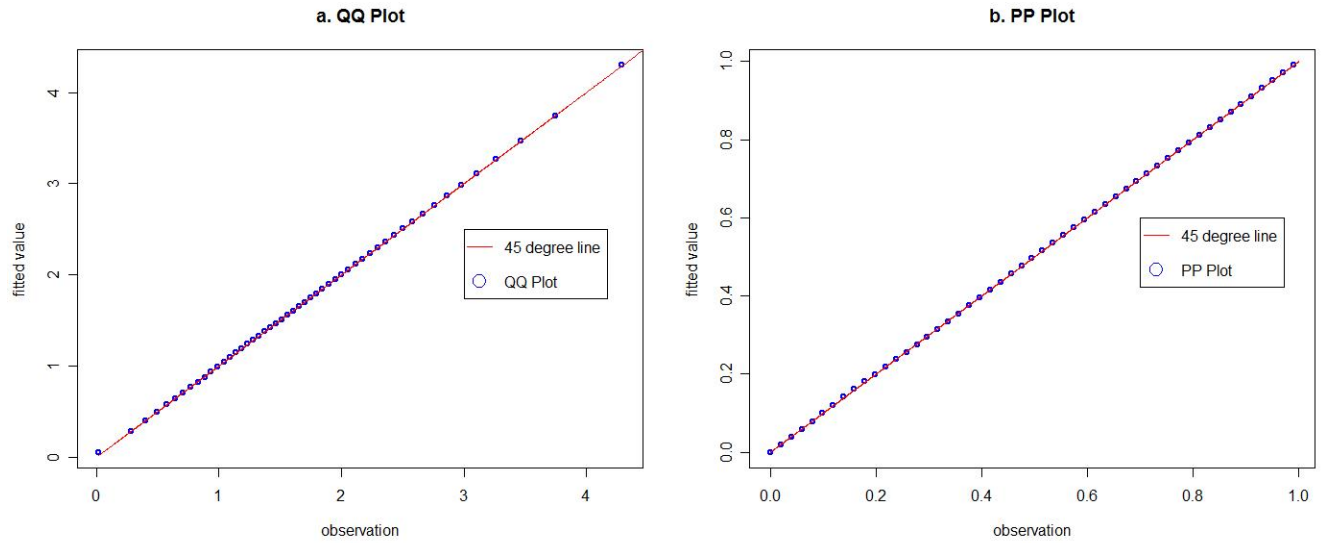 a. QQ Plot
fitted value
4
3
2
1
0
45 degree line
QQ Plot
0 1 2 3 4
observation
b. PP Plot
fitted value
1.0
0.8
0.6
0.4
0.2
0.0
45 degree line
PP Plot
0.0 0.2 0.4 0.6 0.8 1.0
observation